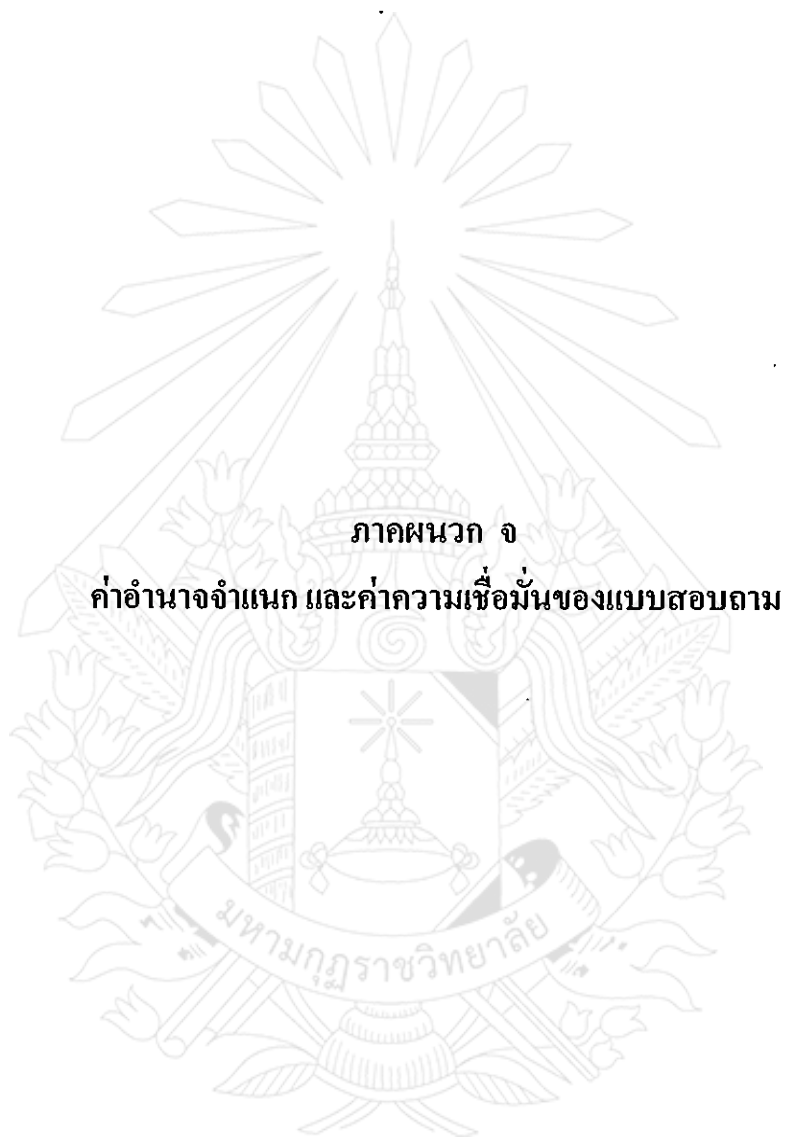 ภาคผนวก จ
ค่าอำนาจจำแนก และค่าความเชื่อมั่นของแบบสอบถาม
มหามกุฏราชวิทยาลัย